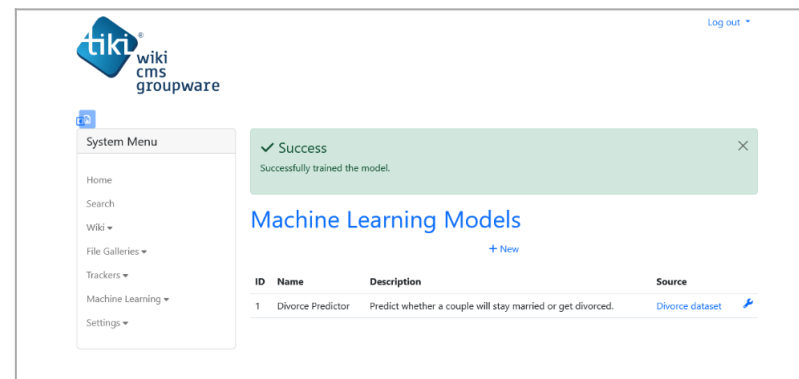 Log out
tiki®
wiki
cms
groupware
System Menu
Home
Search
Wiki
File Galleries
Trackers
Machine Learning
Settings
Success
Successfully trained the model.
Machine Learning Models
+ New
ID Name Description Source
1 Divorce Predictor Predict whether a couple will stay married or get divorced. Divorce dataset